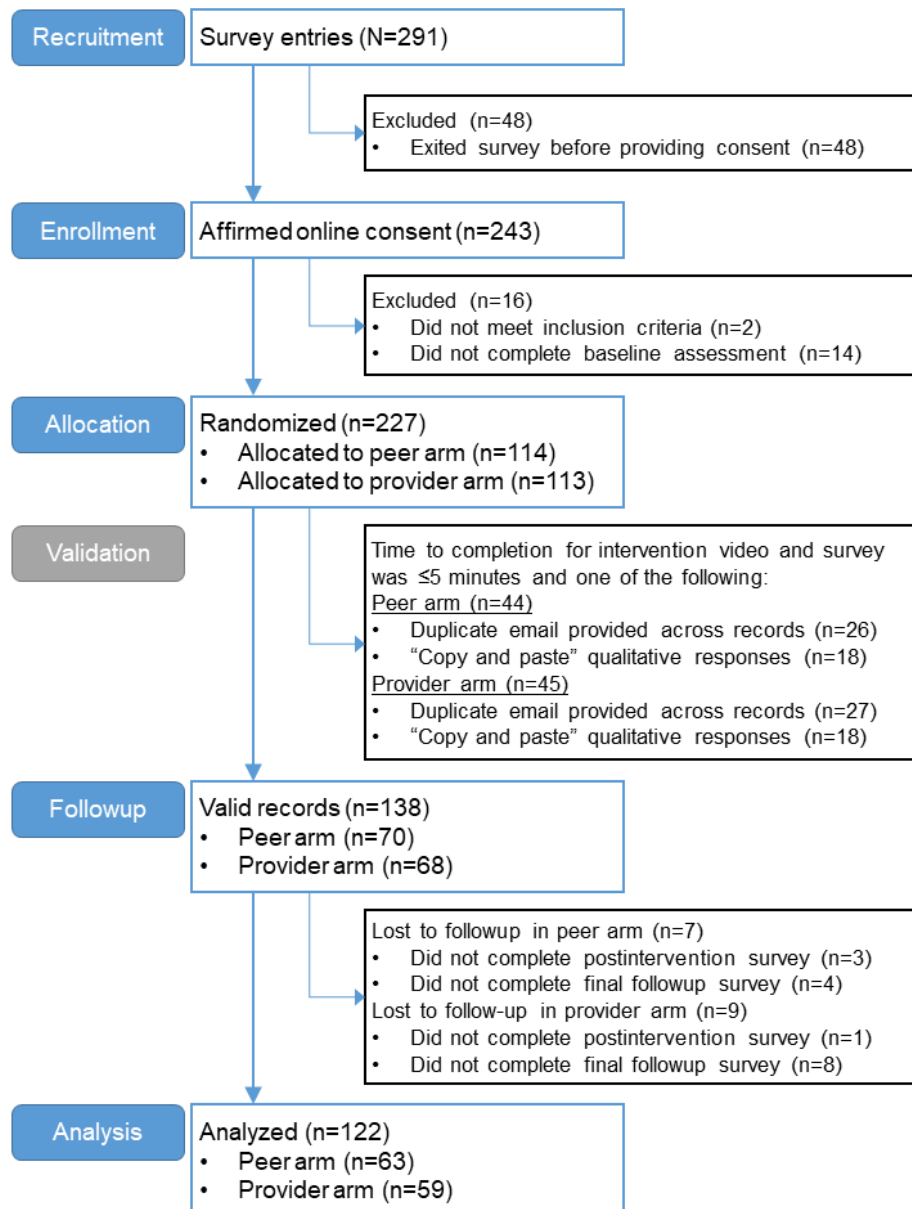 Recruitment
Survey entries (N=291)
Excluded (n=48)
• Exited survey before providing consent (n=48)
Enrollment
Affirmed online consent (n=243)
Excluded (n=16)
• Did not meet inclusion criteria (n=2)
• Did not complete baseline assessment (n=14)
Allocation
Randomized (n=227)
• Allocated to peer arm (n=114)
• Allocated to provider arm (n=113)
Validation
Time to completion for intervention video and survey
was ≤5 minutes and one of the following:
Peer arm (n=44)
• Duplicate email provided across records (n=26)
• “Copy and paste” qualitative responses (n=18)
Provider arm (n=45)
• Duplicate email provided across records (n=27)
• “Copy and paste” qualitative responses (n=18)
Followup
Valid records (n=138)
• Peer arm (n=70)
• Provider arm (n=68)
Lost to followup in peer arm (n=7)
• Did not complete postintervention survey (n=3)
• Did not complete final followup survey (n=4)
Lost to follow-up in provider arm (n=9)
• Did not complete postintervention survey (n=1)
• Did not complete final followup survey (n=8)
Analysis
Analyzed (n=122)
• Peer arm (n=63)
• Provider arm (n=59)